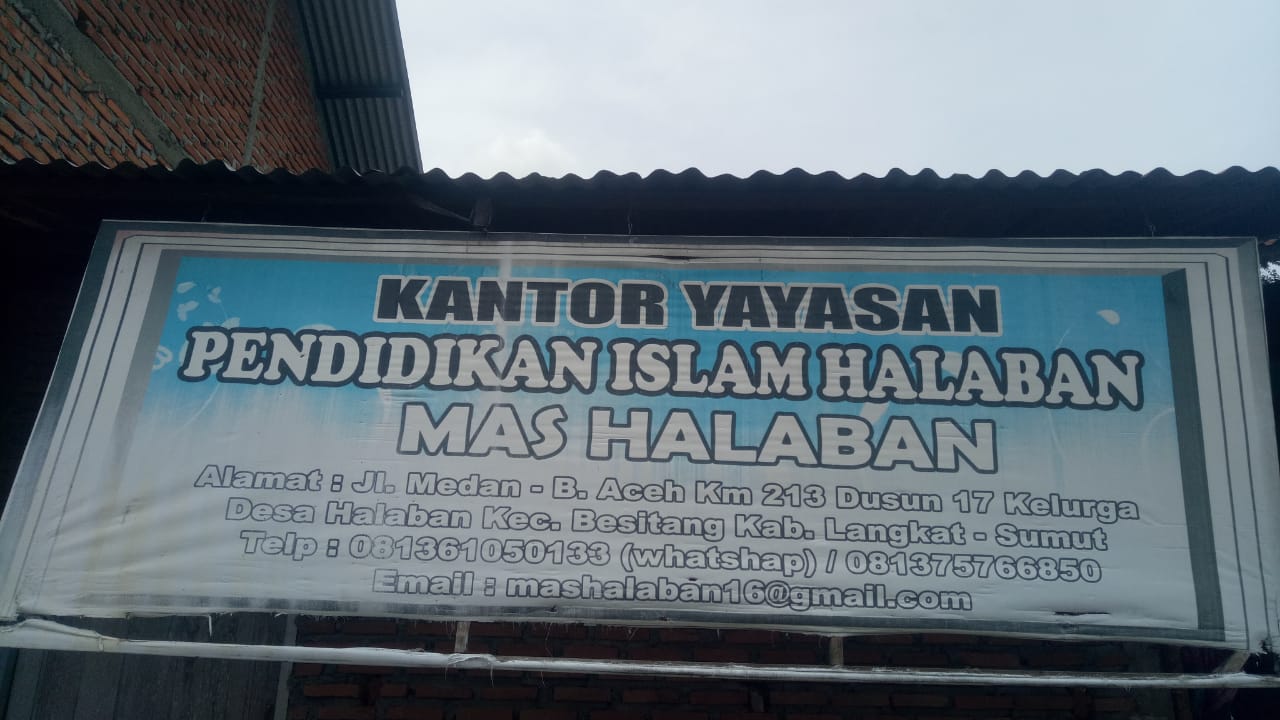 KANTOR YAYASAN
PENDIDIKAN ISLAM HALABAN
MAS HALABAN
Alamat : Jl. Medan - B. Aceh Km 213 Dusun 17 Kelurga
Desa Halaban Kec. Besitang Kab. Langkat - Sumut
Telp : 081361050133 (whatshap) / 081375766850
Email : mashalaban16@gmail.com